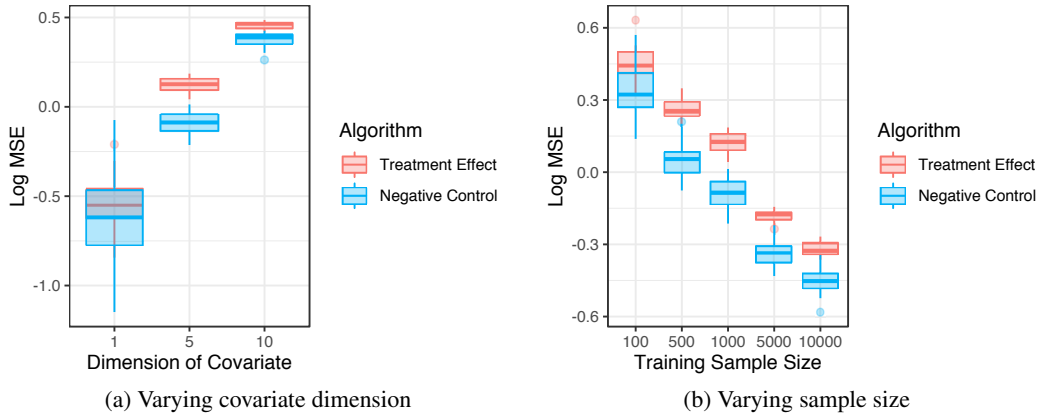 0.5
0.0
-0.5
-1.0
Log MSE
1
5
10
Dimension of Covariate
Algorithm
Treatment Effect
Negative Control
(a) Varying covariate dimension
0.6
0.3
0.0
-0.3
-0.6
Log MSE
100
500
1000
5000
10000
Training Sample Size
Algorithm
Treatment Effect
Negative Control
(b) Varying sample size